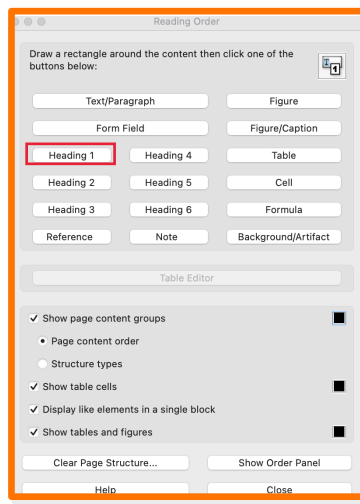 Reading Order
Draw a rectangle around the content then click one of the
buttons below:
Text/Paragraph Figure
Form Field Figure/Caption
Heading 1 Heading 4 Table
Heading 2 Heading 5 Cell
Heading 3 Heading 6 Formula
Reference Note Background/Artifact
Table Editor
Show page content groups
Page content order
Structure types
Show table cells
Display like elements in a single block
Show tables and figures
Clear Page Structure... Show Order Panel
Help Close